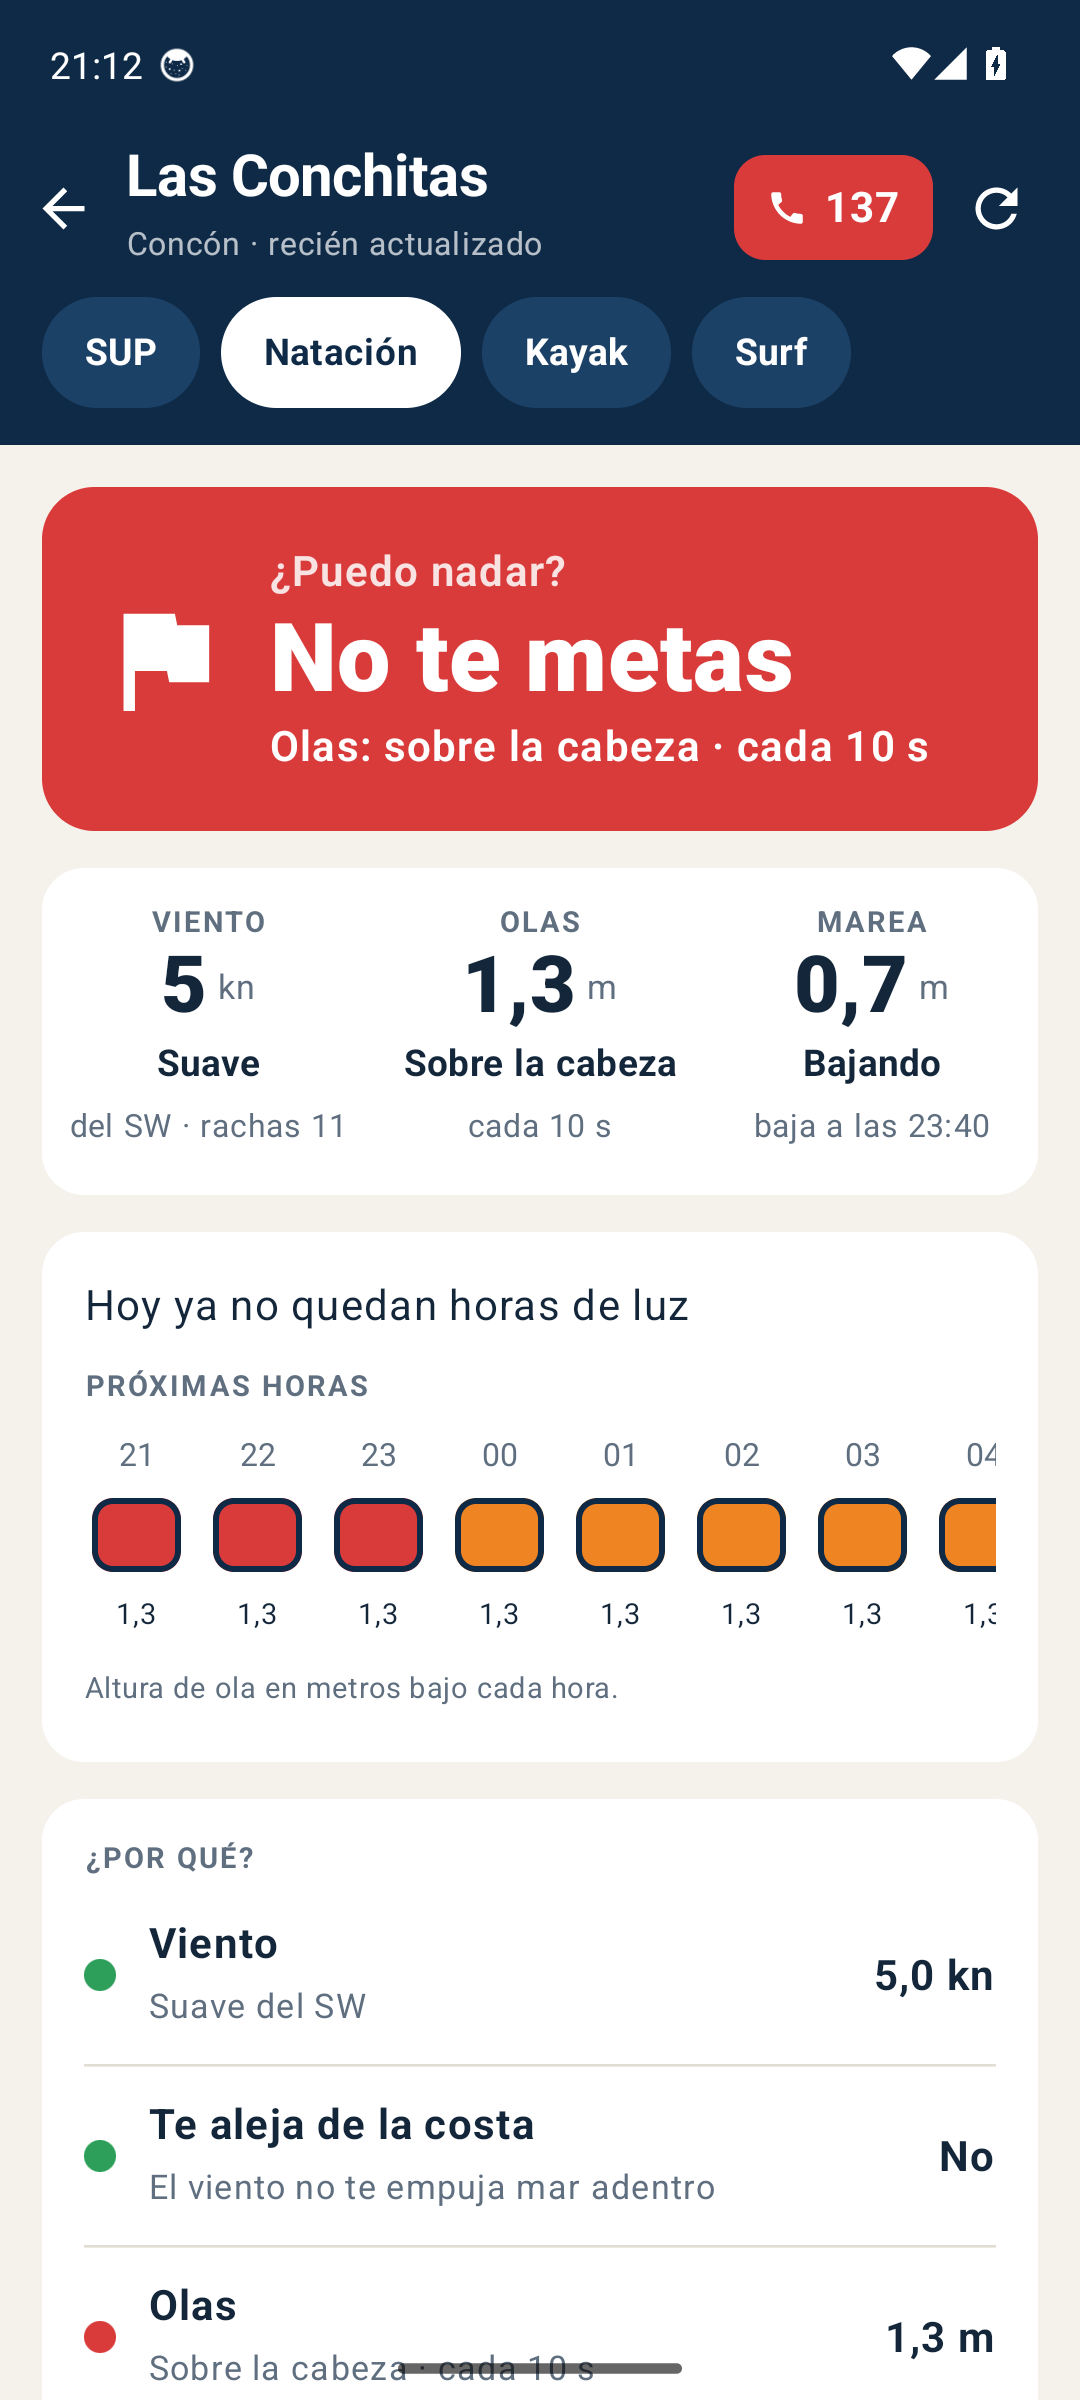 21:12
Las Conchitas
Concón · recién actualizado
137
SUP
Natación
Kayak
Surf
¿Puedo nadar?
No te metas
Olas: sobre la cabeza · cada 10 s
VIENTO
5 kn
Suave
del SW · rachas 11
OLAS
1,3 m
Sobre la cabeza
cada 10 s
MAREA
0,7 m
Bajando
baja a las 23:40
Hoy ya no quedan horas de luz
PRÓXIMAS HORAS
21 22 23 00 01 02 03 04
1,3 1,3 1,3 1,3 1,3 1,3 1,3 1,3
Altura de ola en metros bajo cada hora.
¿POR QUÉ?
Viento
Suave del SW
5,0 kn
Te aleja de la costa
El viento no te empuja mar adentro
No
Olas
Sobre la cabeza · cada 10 s
1,3 m